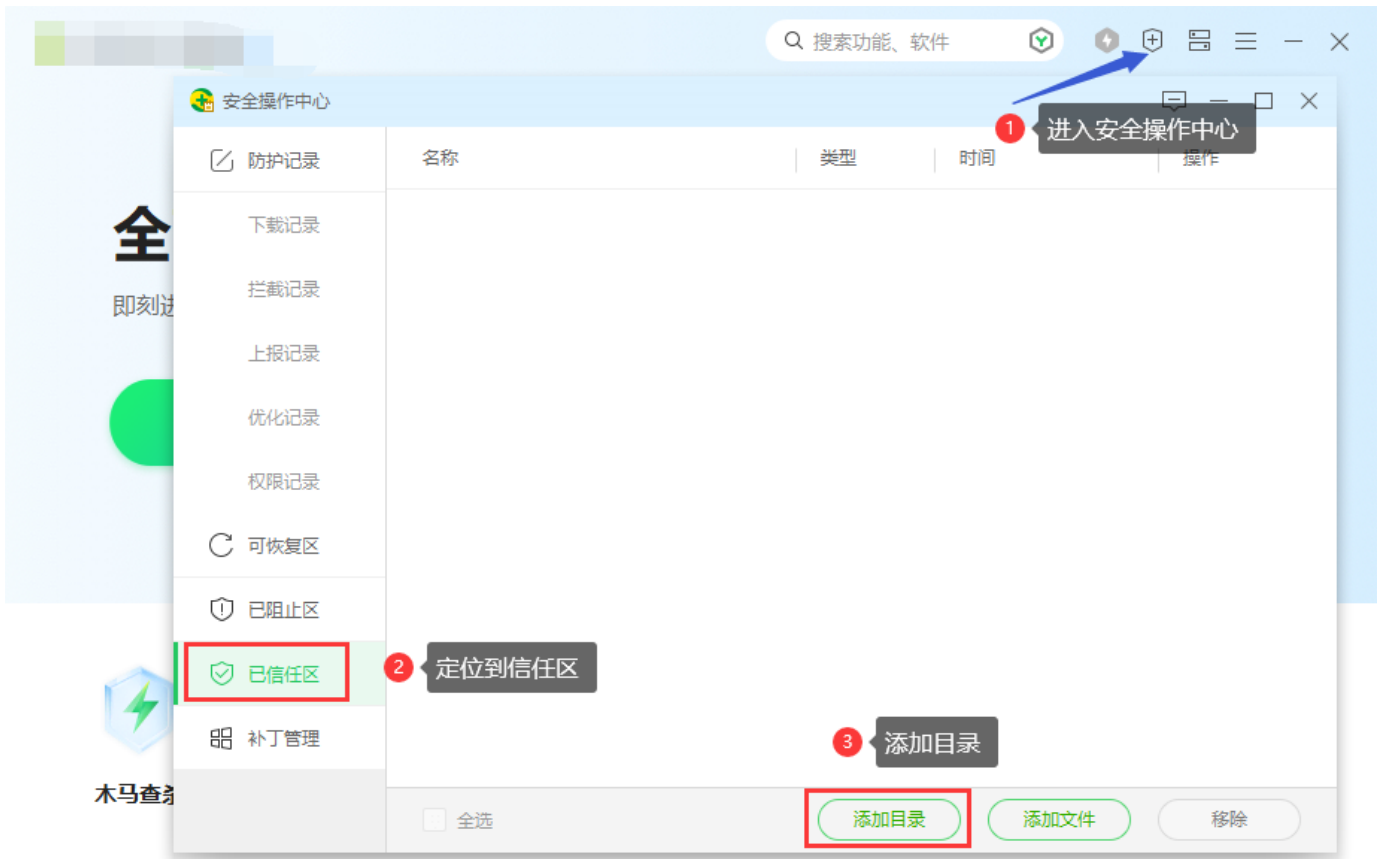 搜索功能、软件
安全操作中心
1 进入安全操作中心
防护记录
名称
类型
时间
操作
下载记录
拦截记录
上报记录
优化记录
权限记录
可恢复区
已阻止区
已信任区
2 定位到信任区
补丁管理
3 添加目录
全选
添加目录
添加文件
移除
全
即刻进
木马查杀